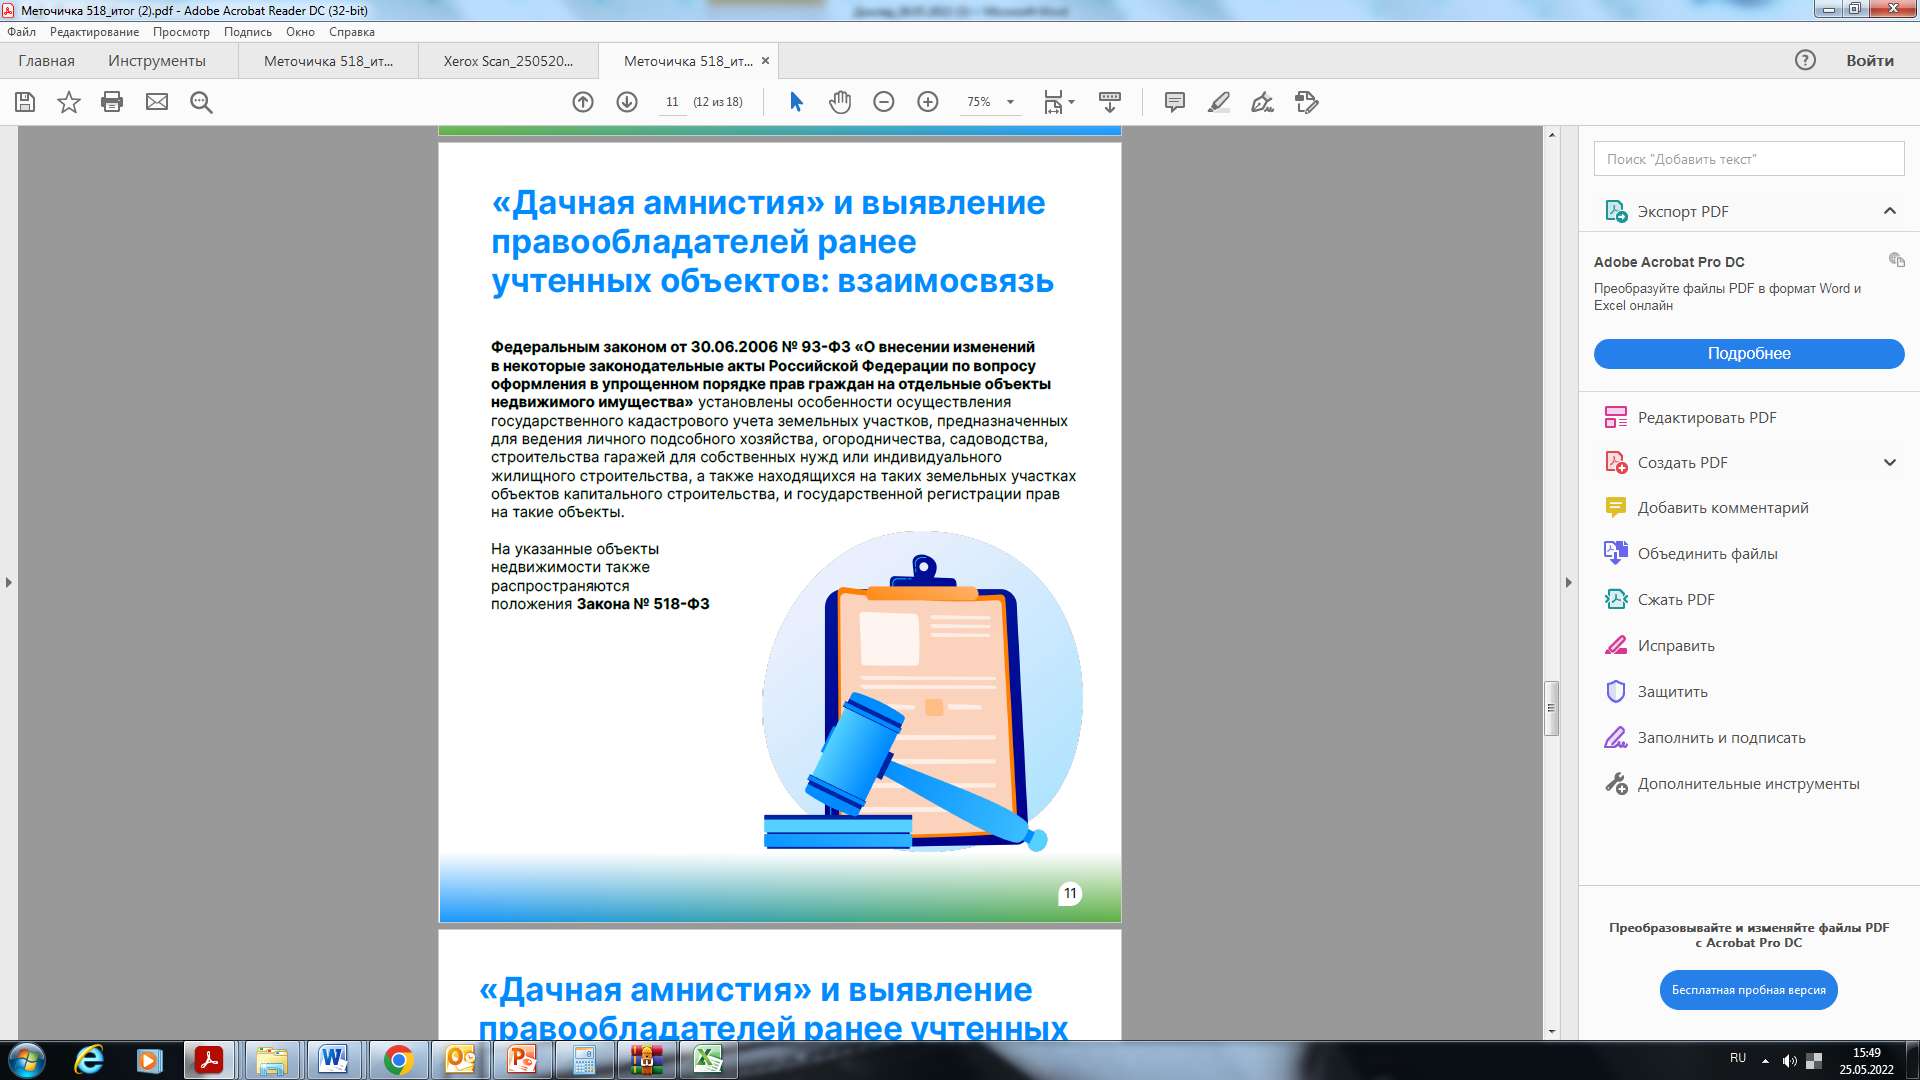 Меточичка 518_итог (2).pdf - Adobe Acrobat Reader DC (32-bit)
Файл Редактирование Просмотр Подпись Окно Справка
Главная Инструменты Меточичка 518_ит... Xerox Scan_250520... Меточичка 518_ит... × ? Войти
11 (12 из 18) 75%
«Дачная амнистия» и выявление
правообладателей ранее
учтенных объектов: взаимосвязь
Федеральным законом от 30.06.2006 № 93-ФЗ «О внесении изменений
в некоторые законодательные акты Российской Федерации по вопросу
оформления в упрощенном порядке прав граждан на отдельные объекты
недвижимого имущества» установлены особенности осуществления
государственного кадастрового учета земельных участков, предназначенных
для ведения личного подсобного хозяйства, огородничества, садоводства,
строительства гаражей для собственных нужд или индивидуального
жилищного строительства, а также находящихся на таких земельных участках
объектов капитального строительства, и государственной регистрации прав
на такие объекты.
На указанные объекты
недвижимости также
распространяются
положения Закона № 518-ФЗ
11
«Дачная амнистия» и выявление
правообладателей ранее учтенных
Поиск "Добавить текст"
Экспорт PDF
Adobe Acrobat Pro DC
Преобразуйте файлы PDF в формат Word и
Excel онлайн
Подробнее
Редактировать PDF
Создать PDF
Добавить комментарий
Объединить файлы
Сжать PDF
Исправить
Защитить
Заполнить и подписать
Дополнительные инструменты
Преобразовывайте и изменяйте файлы PDF
с Acrobat Pro DC
Бесплатная пробная версия
RU
15:49
25.05.2022